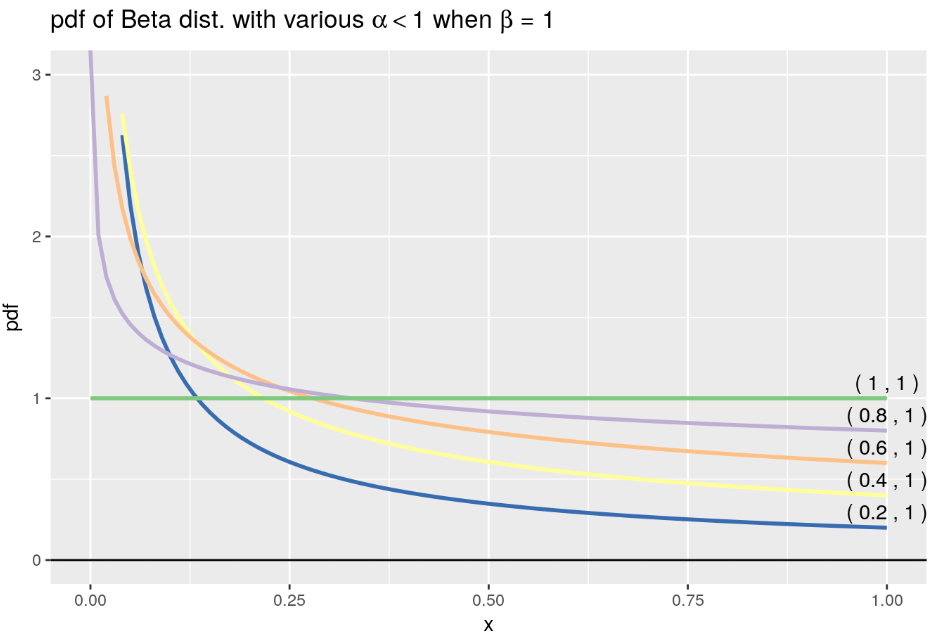 pdf of Beta dist. with various α < 1 when β = 1
3
2
1
0
pdf
( 1 , 1 )
( 0.8 , 1 )
( 0.6 , 1 )
( 0.4 , 1 )
( 0.2 , 1 )
0.00 0.25 0.50 0.75 1.00
x